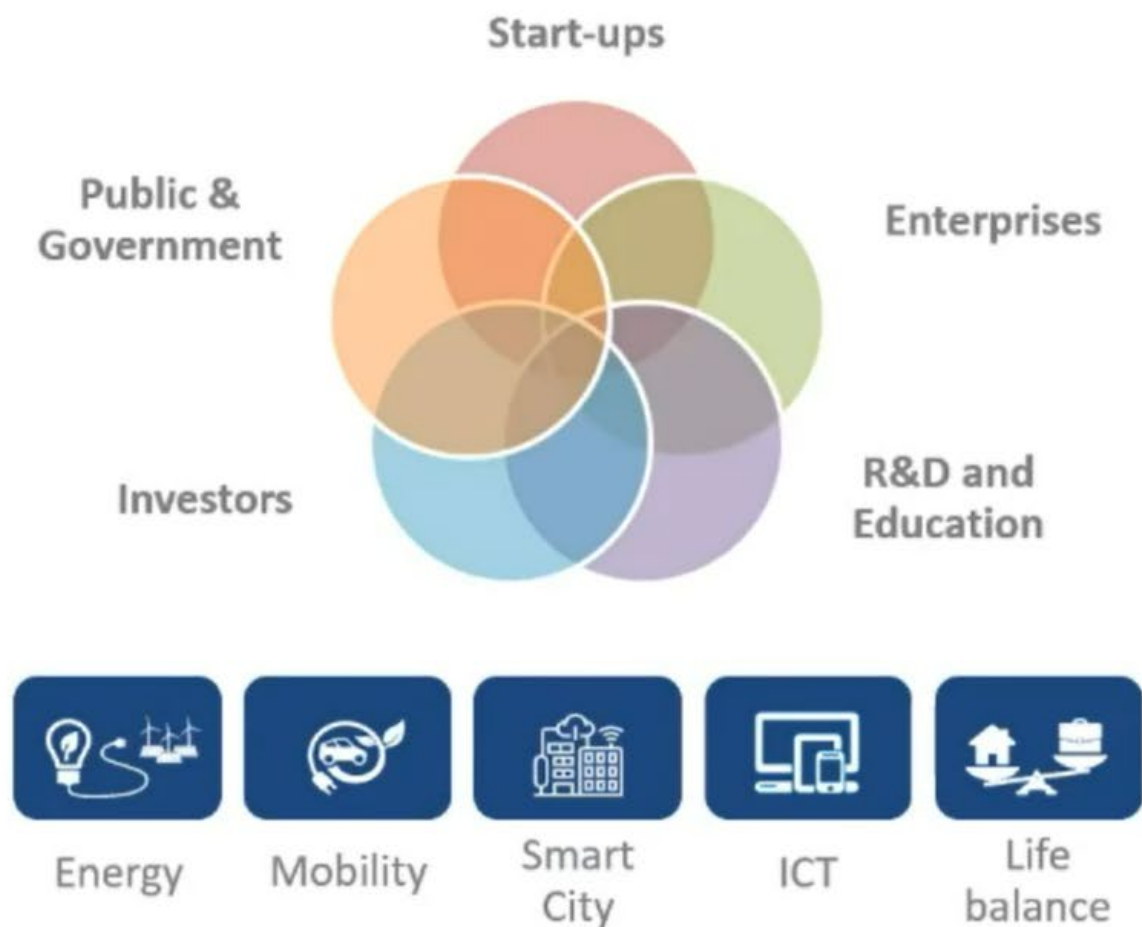 Start-ups
Public &
Government
Enterprises
Investors
R&D and
Education
Energy
Mobility
Smart
City
ICT
Life
balance